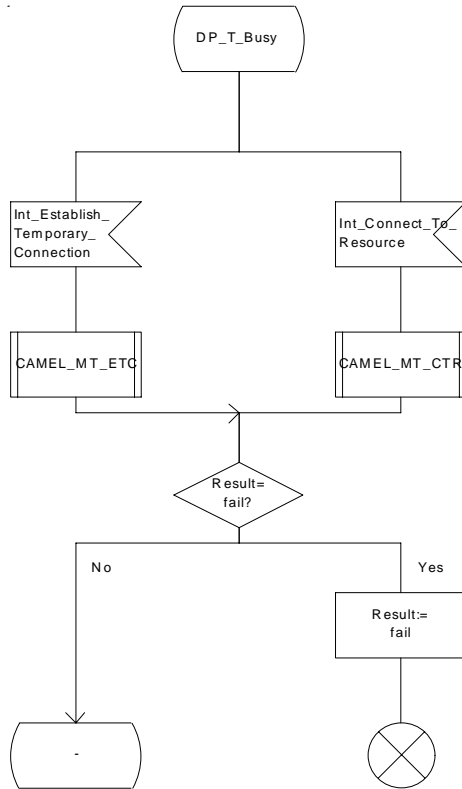 DP_T_Busy
Int_Establish_
Temporary_
Connection
Int_Connect_To_
Resource
CAMEL_MT_ETC
CAMEL_MT_CTR
Result=
fail?
No
Yes
Result:=
fail
-